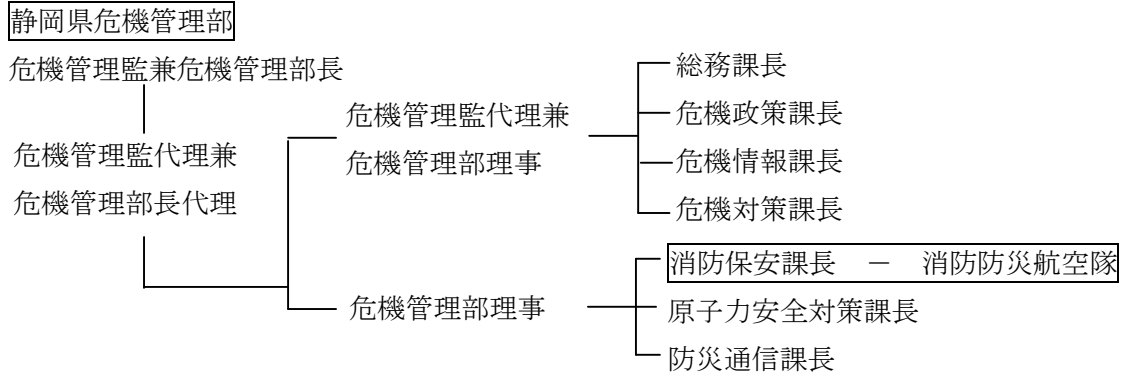 静岡県危機管理部
危機管理監兼危機管理部長
危機管理監代理兼
危機管理部長代理
危機管理監代理兼
危機管理部理事
総務課長
危機政策課長
危機情報課長
危機対策課長
危機管理部理事
消防保安課長 － 消防防災航空隊
原子力安全対策課長
防災通信課長